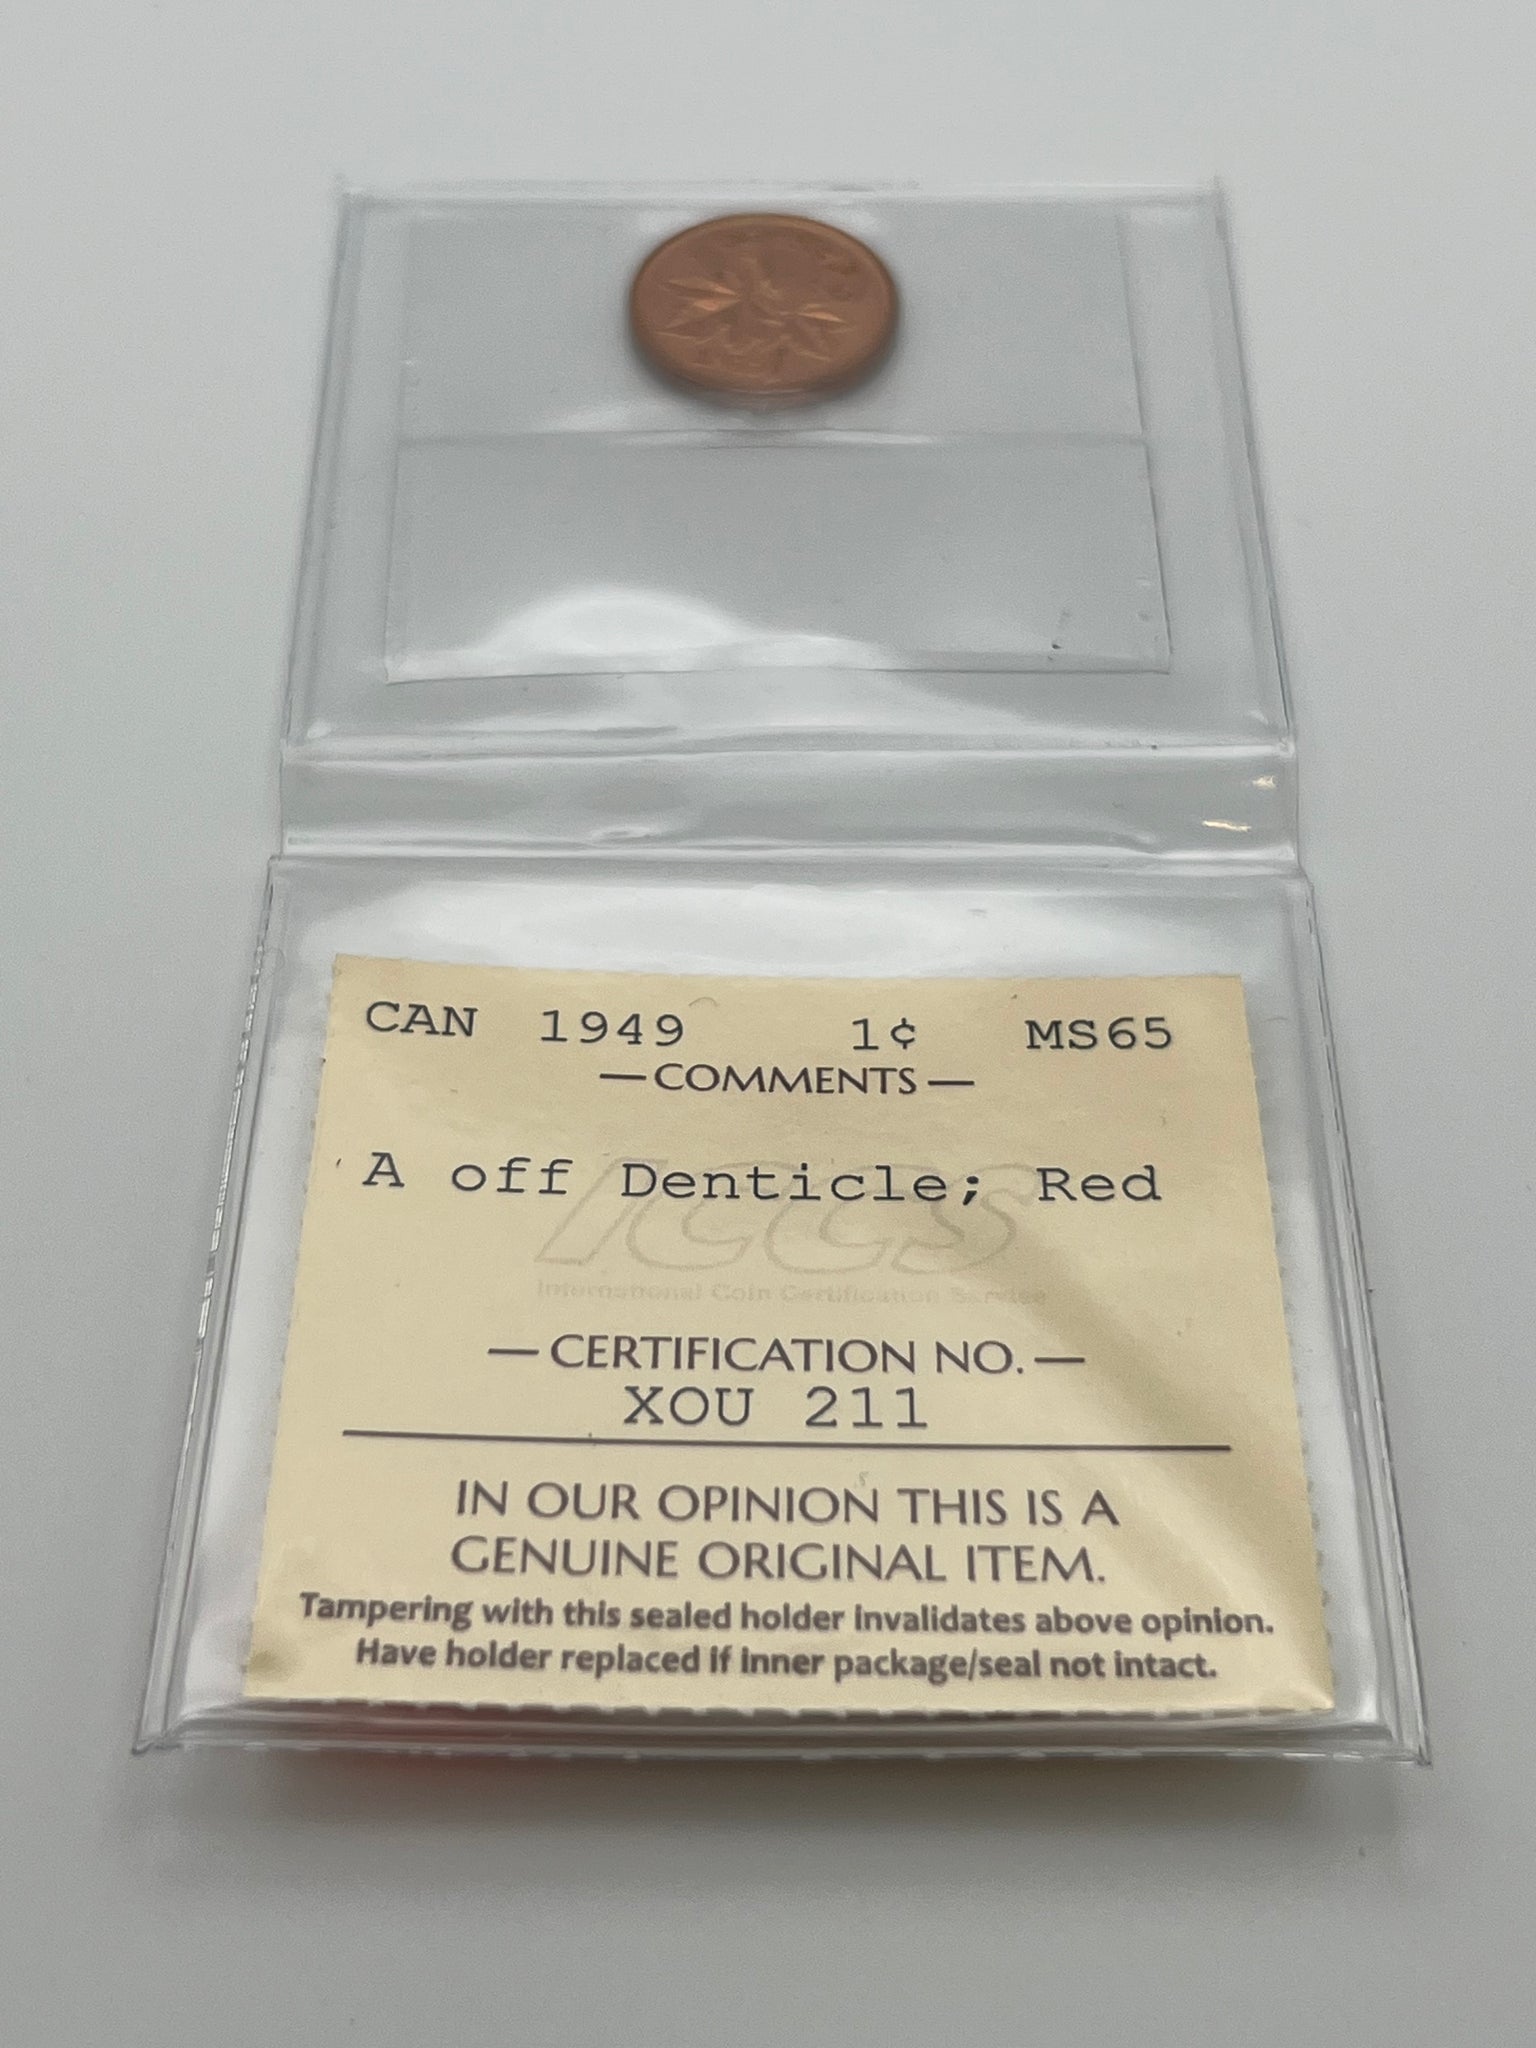 CAN 1949 1¢ MS65
—COMMENTS—
A off Denticle; Red
ICCS
International Coin Certification Service
—CERTIFICATION NO.—
XOU 211
IN OUR OPINION THIS IS A
GENUINE ORIGINAL ITEM.
Tampering with this sealed holder invalidates above opinion.
Have holder replaced if inner package/seal not intact.